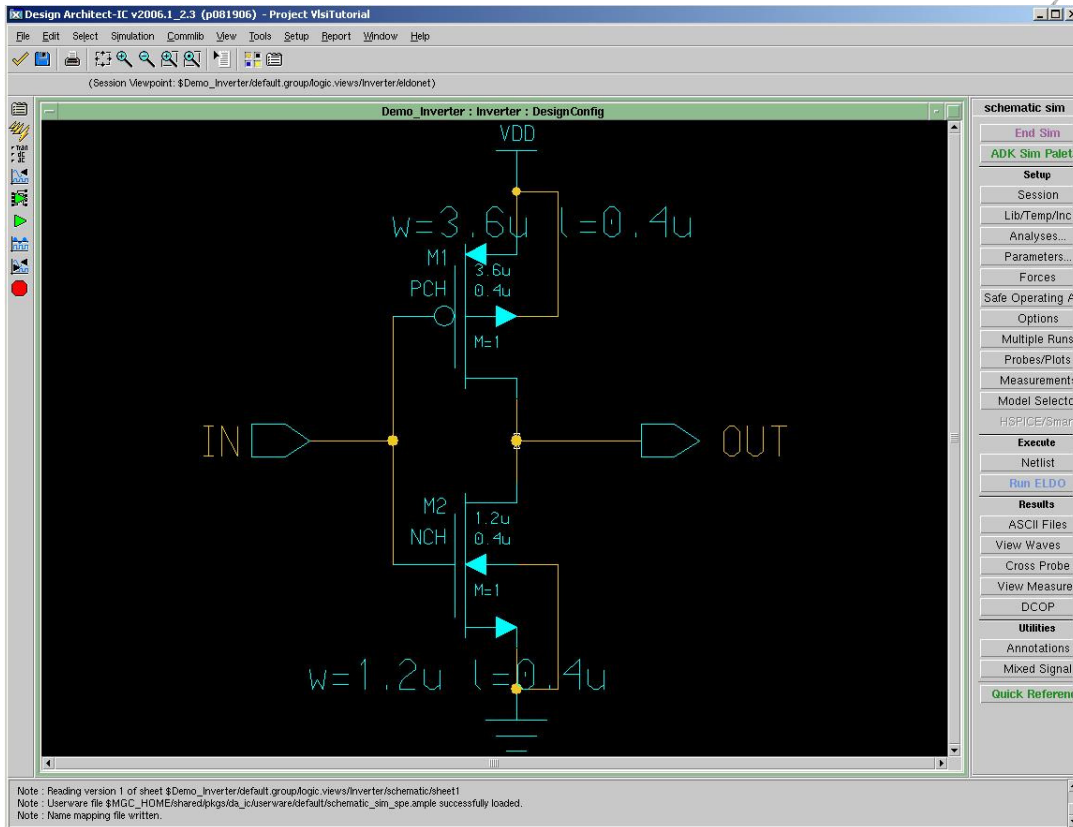 Design Architect-IC v2006.1_2.3 (p081906) - Project VlsiTutorial
File Edit Select Simulation Commlib View Tools Setup Report Window Help
(Session Viewpoint: $Demo_Inverter/default.group/logic.views/Inverter/eldonet)
Demo_Inverter : Inverter : DesignConfig
VDD
w=3.6u l=0.4u
M1
3.6u
PCH
0.4u
M=1
IN
OUT
M2
1.2u
NCH
0.4u
M=1
w=1.2u l=0.4u
schematic sim
End Sim
ADK Sim Palet
Setup
Session
Lib/Temp/Inc
Analyses...
Parameters...
Forces
Safe Operating A
Options
Multiple Runs
Probes/Plots
Measurements
Model Selecto
HSPICE/Smar
Execute
Netlist
Run ELDO
Results
ASCII Files
View Waves
Cross Probe
View Measure
DCOP
Utilities
Annotations
Mixed Signal
Quick Referenc
Note : Reading version 1 of sheet $Demo_Inverter/default.group/logic.views/Inverter/schematic/sheet1
Note : Userware file $MGC_HOME/shared/pkgs/da_ic/userware/default/schematic_sim_spe.ample successfully loaded.
Note : Name mapping file written.